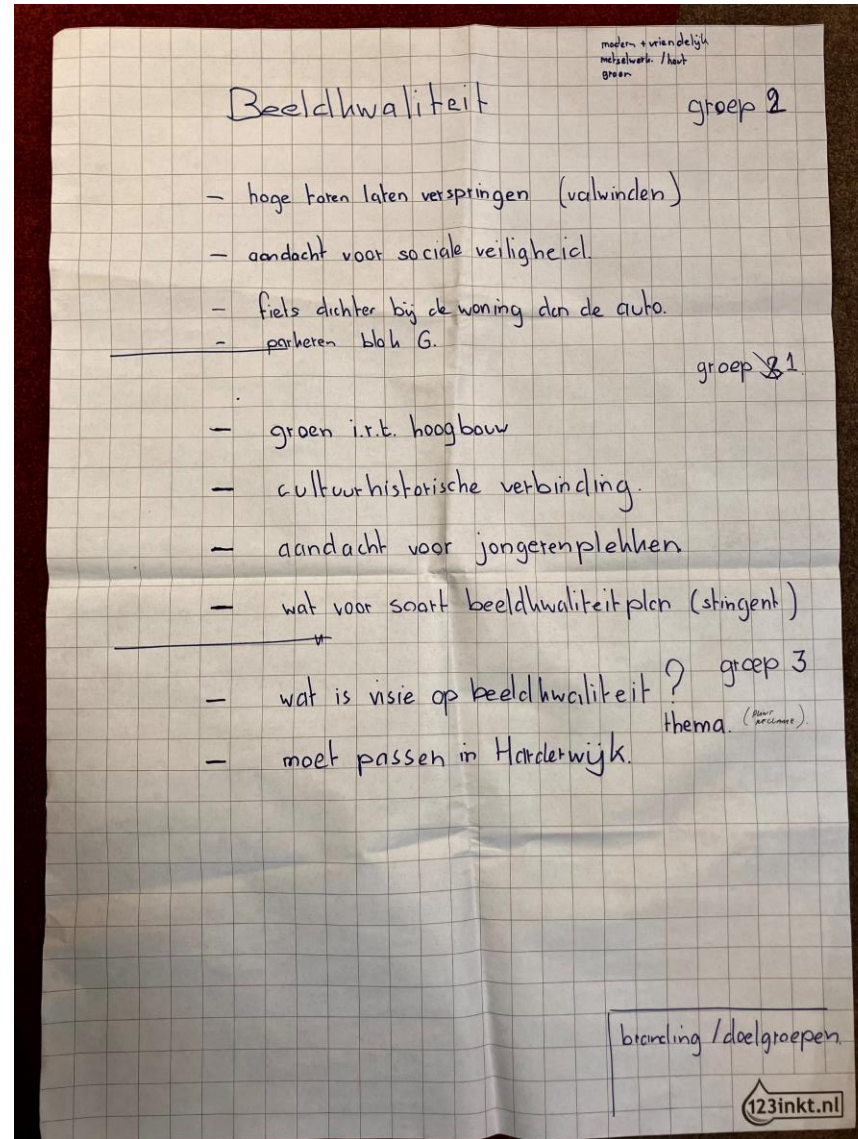 modern + vriendelijk
metselwerk. / hout
groen
Beeldkwaliteit
groep 2
- hoge toren laten verspringen (valwinden)
- aandacht voor sociale veiligheid.
- fiets dichter bij de woning dan de auto.
- parkeren blok G.
groep 1
- groen i.r.t. hoogbouw
- cultuurhistorische verbinding.
- aandacht voor jongerenplekken
- wat voor soort beeldkwaliteitplan (stingent)
groep 3
- wat is visie op beeldkwaliteit ?
thema.
- moet passen in Harderwijk.
branding / doelgroepen
123inkt.nl